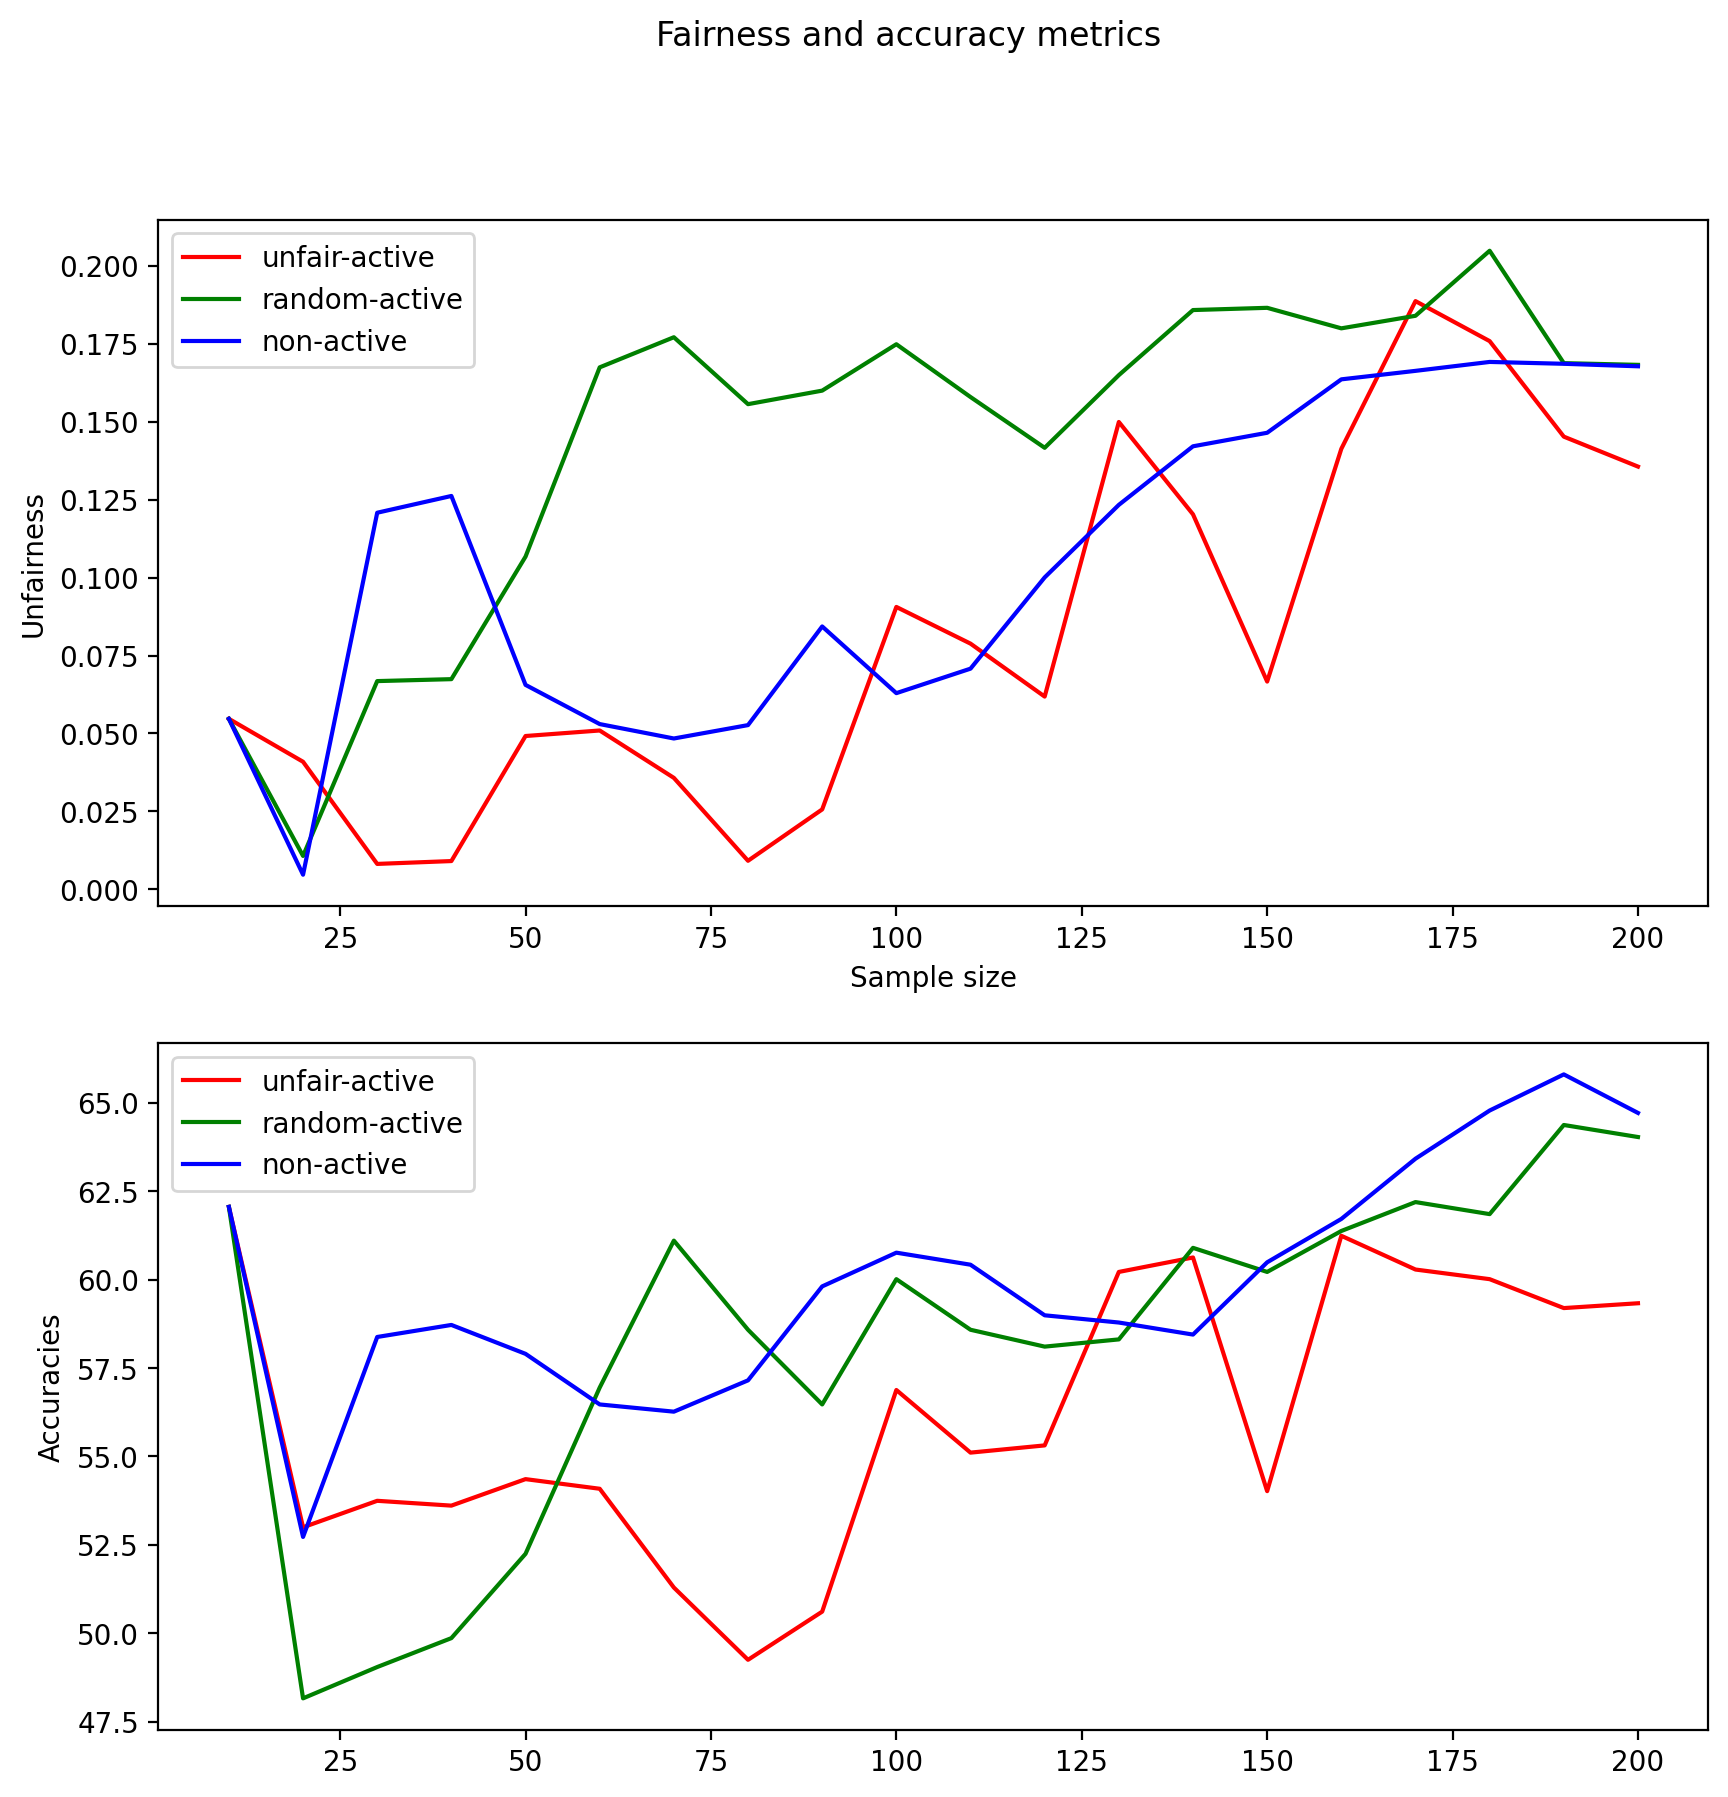 Fairness and accuracy metrics
unfair-active
random-active
non-active
0.200
0.175
0.150
0.125
0.100
0.075
0.050
0.025
0.000
Unfairness
25 50 75 100 125 150 175 200
Sample size
unfair-active
random-active
non-active
65.0
62.5
60.0
57.5
55.0
52.5
50.0
47.5
Accuracies
25 50 75 100 125 150 175 200